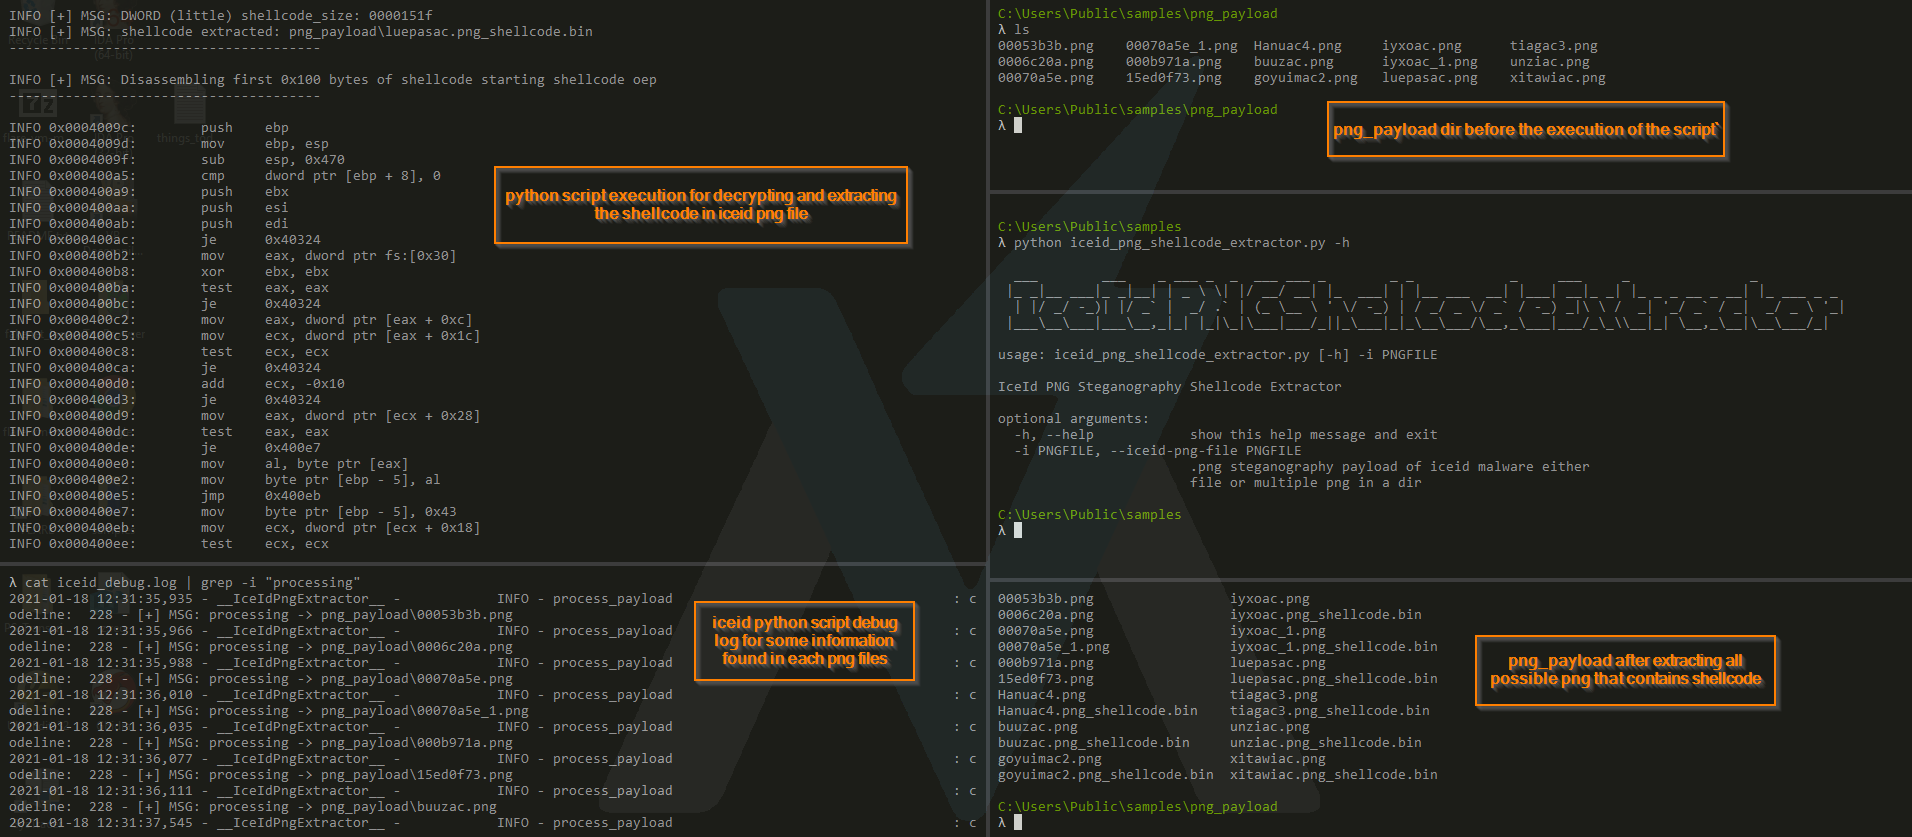 INFO [+] MSG: DWORD (little) shellcode_size: 0000151f
INFO [+] MSG: shellcode extracted: png_payload\luepasac.png_shellcode.bin
---------------------------------------
INFO [+] MSG: Disassembling first 0x100 bytes of shellcode starting shellcode oep
---------------------------------------
INFO 0x0004009c: push ebp
INFO 0x0004009d: mov ebp, esp
INFO 0x0004009f: sub esp, 0x470
INFO 0x000400a5: cmp dword ptr [ebp + 8], 0
INFO 0x000400a9: push ebx
INFO 0x000400aa: push esi
INFO 0x000400ab: push edi
INFO 0x000400ac: je 0x40324
INFO 0x000400b2: mov eax, dword ptr fs:[0x30]
INFO 0x000400b8: xor ebx, ebx
INFO 0x000400ba: test eax, eax
INFO 0x000400bc: je 0x40324
INFO 0x000400c2: mov eax, dword ptr [eax + 0xc]
INFO 0x000400c5: mov ecx, dword ptr [eax + 0x1c]
INFO 0x000400c8: test ecx, ecx
INFO 0x000400ca: je 0x40324
INFO 0x000400d0: add ecx, -0x10
INFO 0x000400d3: je 0x40324
INFO 0x000400d9: mov eax, dword ptr [ecx + 0x28]
INFO 0x000400dc: test eax, eax
INFO 0x000400de: je 0x400e7
INFO 0x000400e0: mov al, byte ptr [eax]
INFO 0x000400e2: mov byte ptr [ebp - 5], al
INFO 0x000400e5: jmp 0x400eb
INFO 0x000400e7: mov byte ptr [ebp - 5], 0x43
INFO 0x000400eb: mov ecx, dword ptr [ecx + 0x18]
INFO 0x000400ee: test ecx, ecx
python script execution for decrypting and extracting
the shellcode in iceid png file
λ cat iceid_debug.log | grep -i "processing"
2021-01-18 12:31:35,935 - __IceIdPngExtractor__ - INFO - process_payload : c
odeline: 228 - [+] MSG: processing -> png_payload\00053b3b.png
2021-01-18 12:31:35,966 - __IceIdPngExtractor__ - INFO - process_payload : c
odeline: 228 - [+] MSG: processing -> png_payload\0006c20a.png
2021-01-18 12:31:35,988 - __IceIdPngExtractor__ - INFO - process_payload : c
odeline: 228 - [+] MSG: processing -> png_payload\00070a5e.png
2021-01-18 12:31:36,010 - __IceIdPngExtractor__ - INFO - process_payload : c
odeline: 228 - [+] MSG: processing -> png_payload\00070a5e_1.png
2021-01-18 12:31:36,035 - __IceIdPngExtractor__ - INFO - process_payload : c
odeline: 228 - [+] MSG: processing -> png_payload\000b971a.png
2021-01-18 12:31:36,077 - __IceIdPngExtractor__ - INFO - process_payload : c
odeline: 228 - [+] MSG: processing -> png_payload\15ed0f73.png
2021-01-18 12:31:36,111 - __IceIdPngExtractor__ - INFO - process_payload : c
odeline: 228 - [+] MSG: processing -> png_payload\buuzac.png
2021-01-18 12:31:37,545 - __IceIdPngExtractor__ - INFO - process_payload : c
iceid python script debug
log for some information
found in each png files
C:\Users\Public\samples\png_payload
λ ls
00053b3b.png 00070a5e_1.png Hanuac4.png iyxoac.png tiagac3.png
0006c20a.png 000b971a.png buuzac.png iyxoac_1.png unziac.png
00070a5e.png 15ed0f73.png goyuimac2.png luepasac.png xitawiac.png
C:\Users\Public\samples\png_payload
λ
png_payload dir before the execution of the script`
C:\Users\Public\samples
λ python iceid_png_shellcode_extractor.py -h
usage: iceid_png_shellcode_extractor.py [-h] -i PNGFILE
IceId PNG Steganography Shellcode Extractor
optional arguments:
-h, --help show this help message and exit
-i PNGFILE, --iceid-png-file PNGFILE
.png steganography payload of iceid malware either
file or multiple png in a dir
C:\Users\Public\samples
λ
00053b3b.png iyxoac.png
0006c20a.png iyxoac.png_shellcode.bin
00070a5e.png iyxoac_1.png
00070a5e_1.png iyxoac_1.png_shellcode.bin
000b971a.png luepasac.png
15ed0f73.png luepasac.png_shellcode.bin
Hanuac4.png tiagac3.png
Hanuac4.png_shellcode.bin tiagac3.png_shellcode.bin
buuzac.png unziac.png
buuzac.png_shellcode.bin unziac.png_shellcode.bin
goyuimac2.png xitawiac.png
goyuimac2.png_shellcode.bin xitawiac.png_shellcode.bin
C:\Users\Public\samples\png_payload
λ
png_payload after extracting all
possible png that contains shellcode